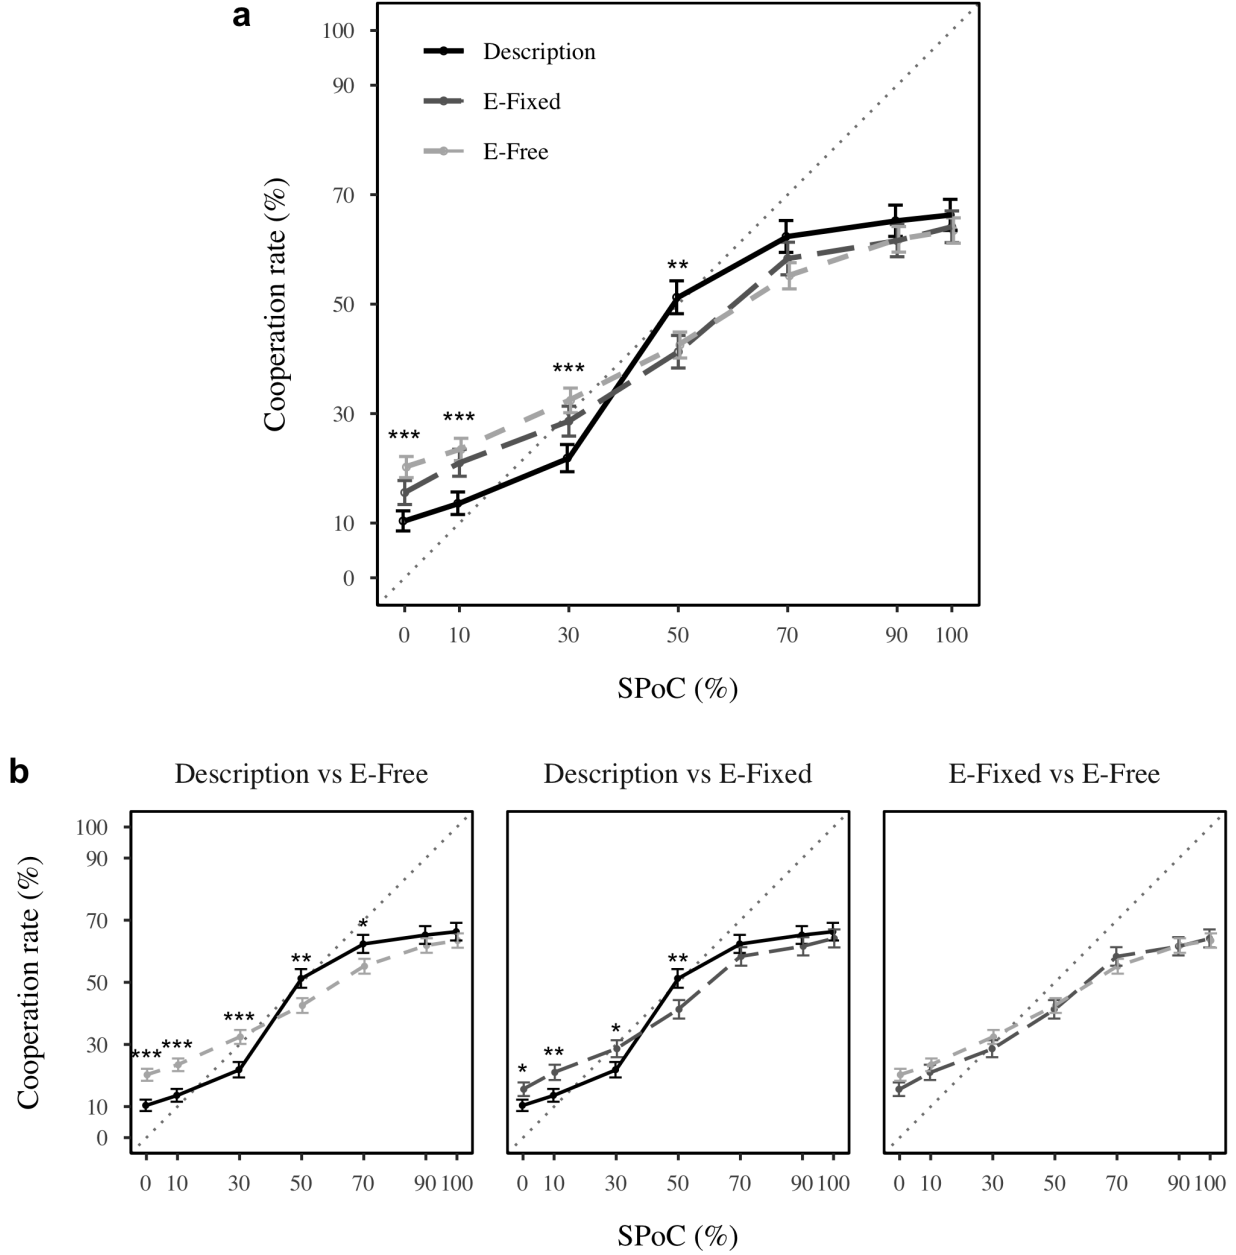 a
100
90
70
50
30
10
0
Cooperation rate (%)
Description
E-Fixed
E-Free
***
***
***
**
0 10 30 50 70 90 100
SPoC (%)
b
Description vs E-Free
Description vs E-Fixed
E-Fixed vs E-Free
100
90
70
50
30
10
0
Cooperation rate (%)
***
***
***
**
*
*
**
*
**
0 10 30 50 70 90 100
0 10 30 50 70 90 100
0 10 30 50 70 90 100
SPoC (%)